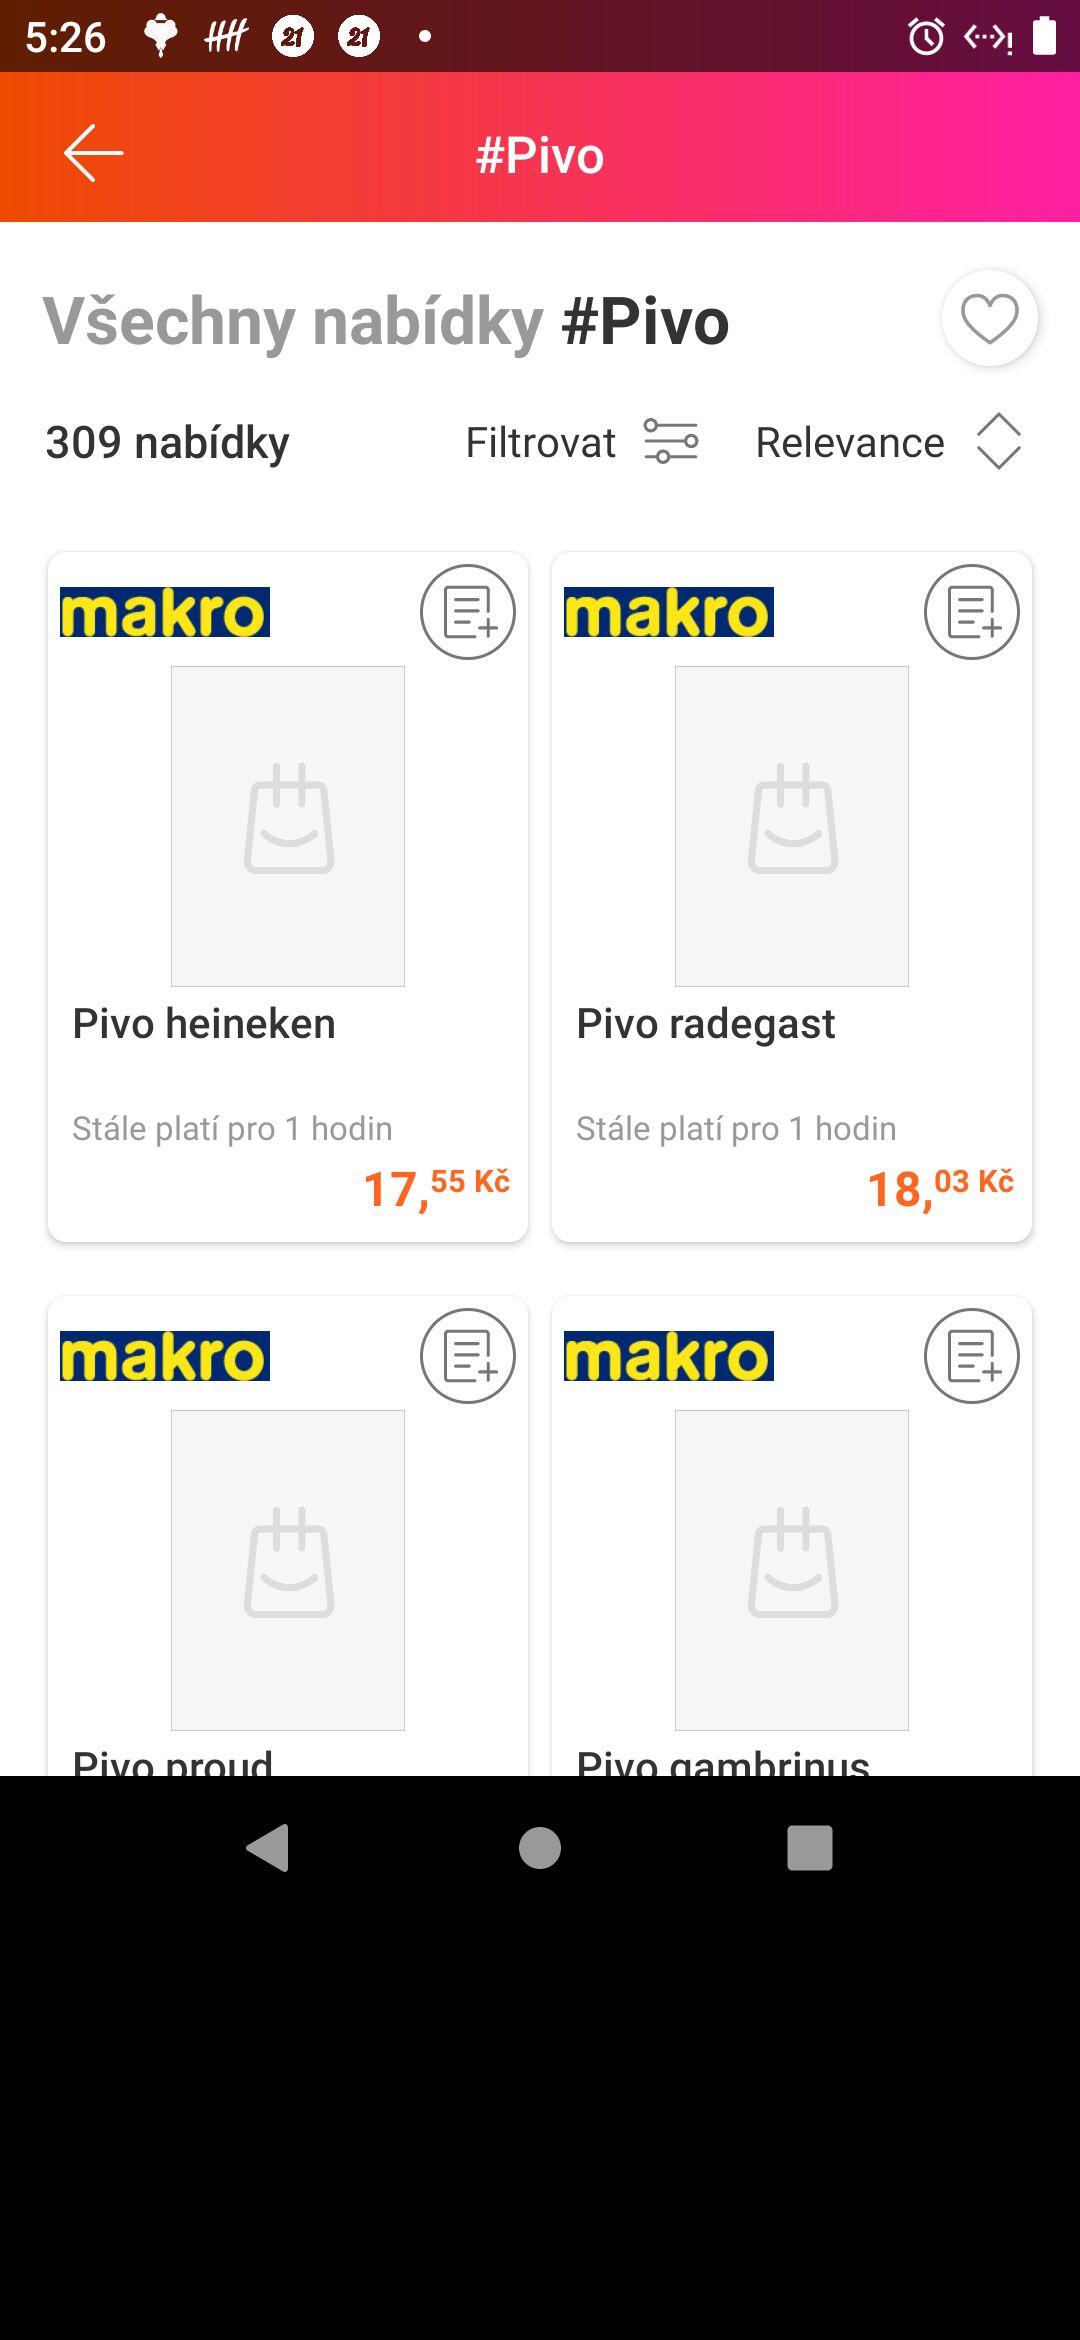 5:26
#Pivo
Všechny nabídky #Pivo
309 nabídky
Filtrovat
Relevance
makro
makro
Pivo heineken
Pivo radegast
Stále platí pro 1 hodin
Stále platí pro 1 hodin
17,55 Kč
18,03 Kč
makro
makro
Pivo proud
Pivo gambrinus